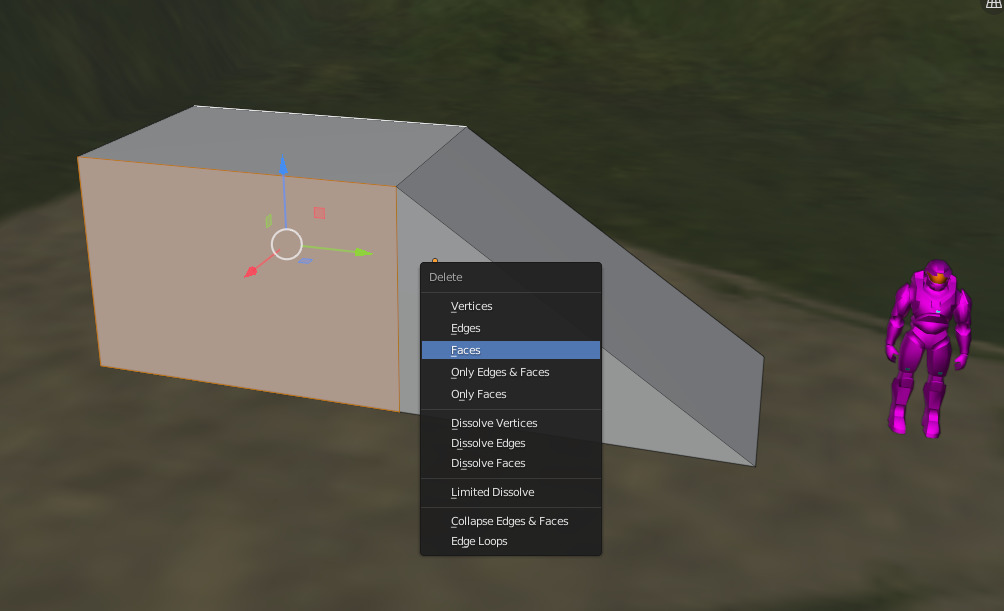 Delete
Vertices
Edges
Faces
Only Edges & Faces
Only Faces
Dissolve Vertices
Dissolve Edges
Dissolve Faces
Limited Dissolve
Collapse Edges & Faces
Edge Loops